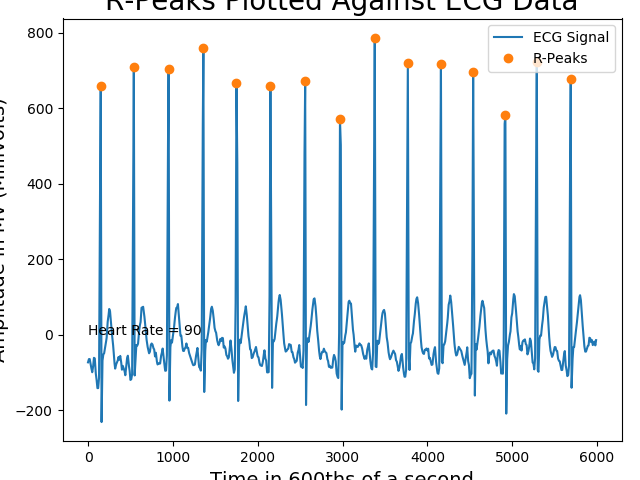 R-Peaks Plotted Against ECG Data
800
600
400
200
0
−200
Amplitude in MV (Millivolts)
ECG Signal
R-Peaks
Heart Rate = 90
0
1000
2000
3000
4000
5000
6000
Time in 600ths of a second